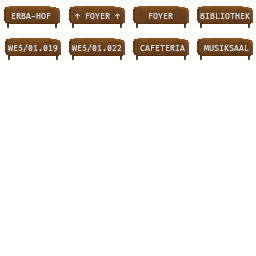 ERBA-HOF
↑ FOYER ↑
FOYER
BIBLIOTHEK
WE5/01.019
WE5/01.022
CAFETERIA
MUSIKSAAL